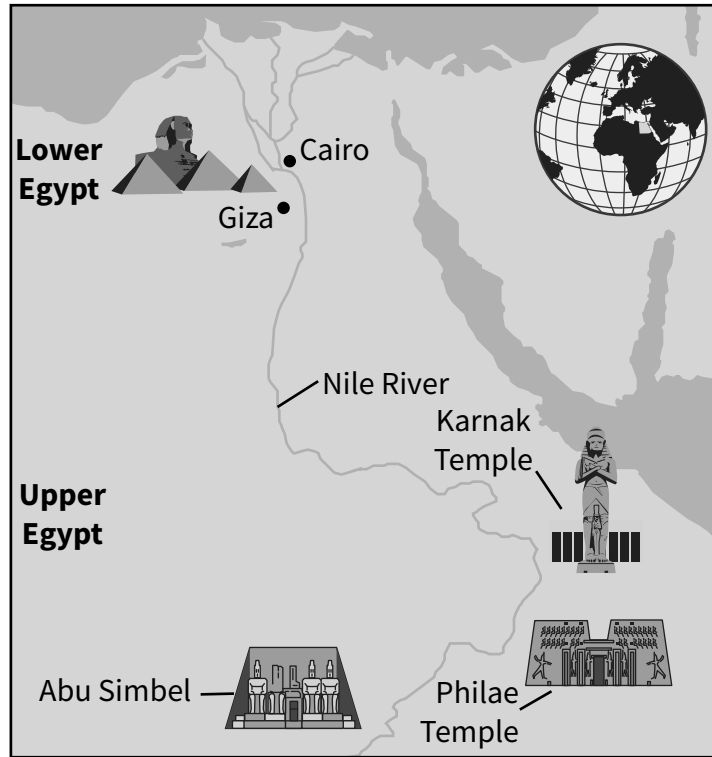 Lower
Egypt
Cairo
Giza
Nile River
Karnak
Temple
Upper
Egypt
Abu Simbel
Philae
Temple